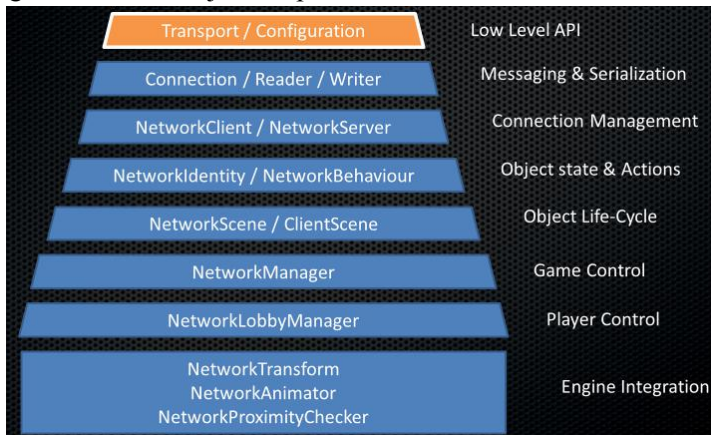 Transport / Configuration Low Level API
Connection / Reader / Writer Messaging & Serialization
NetworkClient / NetworkServer Connection Management
NetworkIdentity / NetworkBehaviour Object state & Actions
NetworkScene / ClientScene Object Life-Cycle
NetworkManager Game Control
NetworkLobbyManager Player Control
NetworkTransform
NetworkAnimator Engine Integration
NetworkProximityChecker